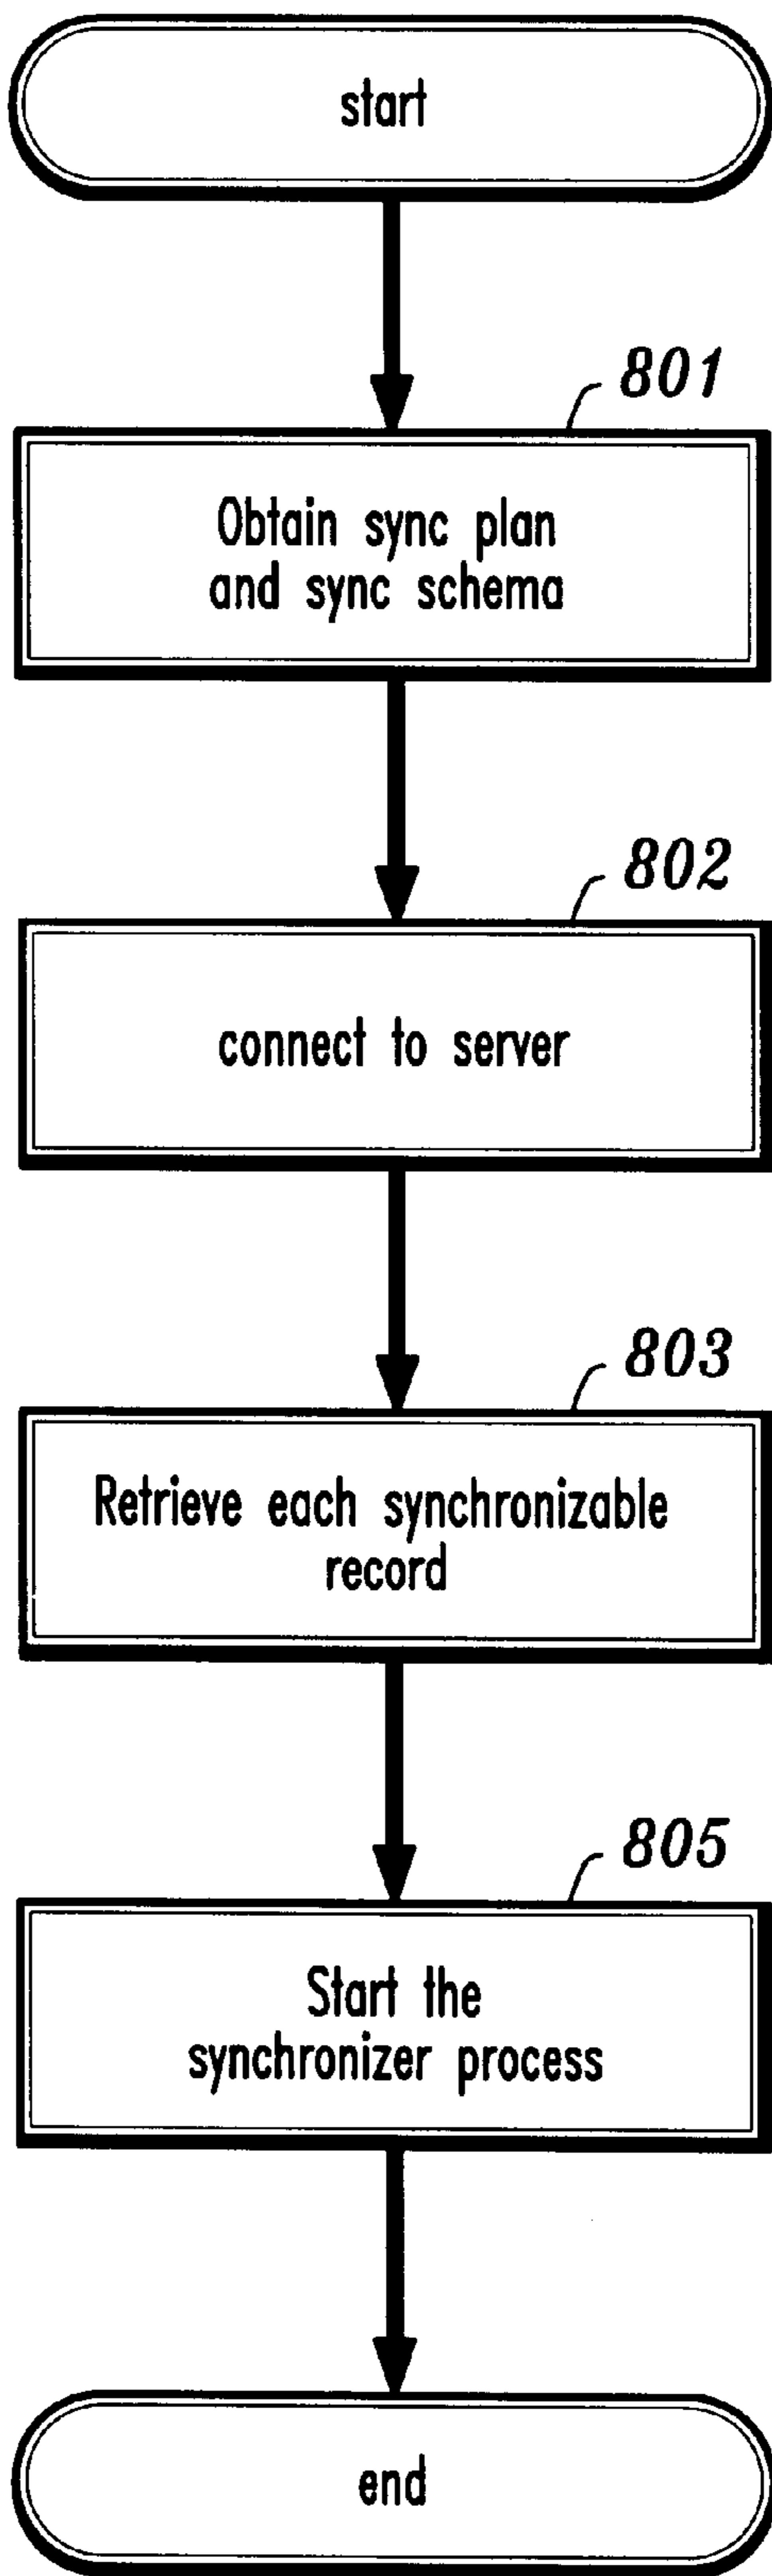 start
801
Obtain sync plan
and sync schema
802
connect to server
803
Retrieve each synchronizable
record
805
Start the
synchronizer process
end